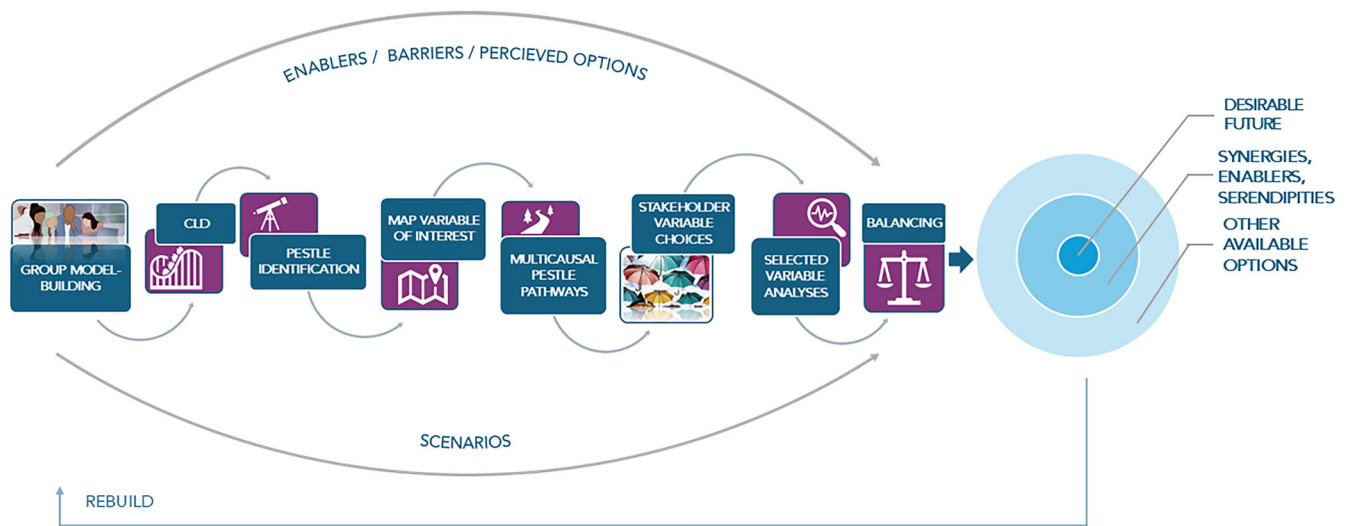 ENABLERS / BARRIERS / PERCIEVED OPTIONS
GROUP MODEL-
BUILDING
CLD
PESTLE
IDENTIFICATION
MAP VARIABLE
OF INTEREST
MULTICAUSAL
PESTLE
PATHWAYS
STAKEHOLDER
VARIABLE
CHOICES
SELECTED
VARIABLE
ANALYSES
BALANCING
DESIRABLE
FUTURE
SYNERGIES,
ENABLERS,
SERENDIPITIES
OTHER
AVAILABLE
OPTIONS
SCENARIOS
REBUILD